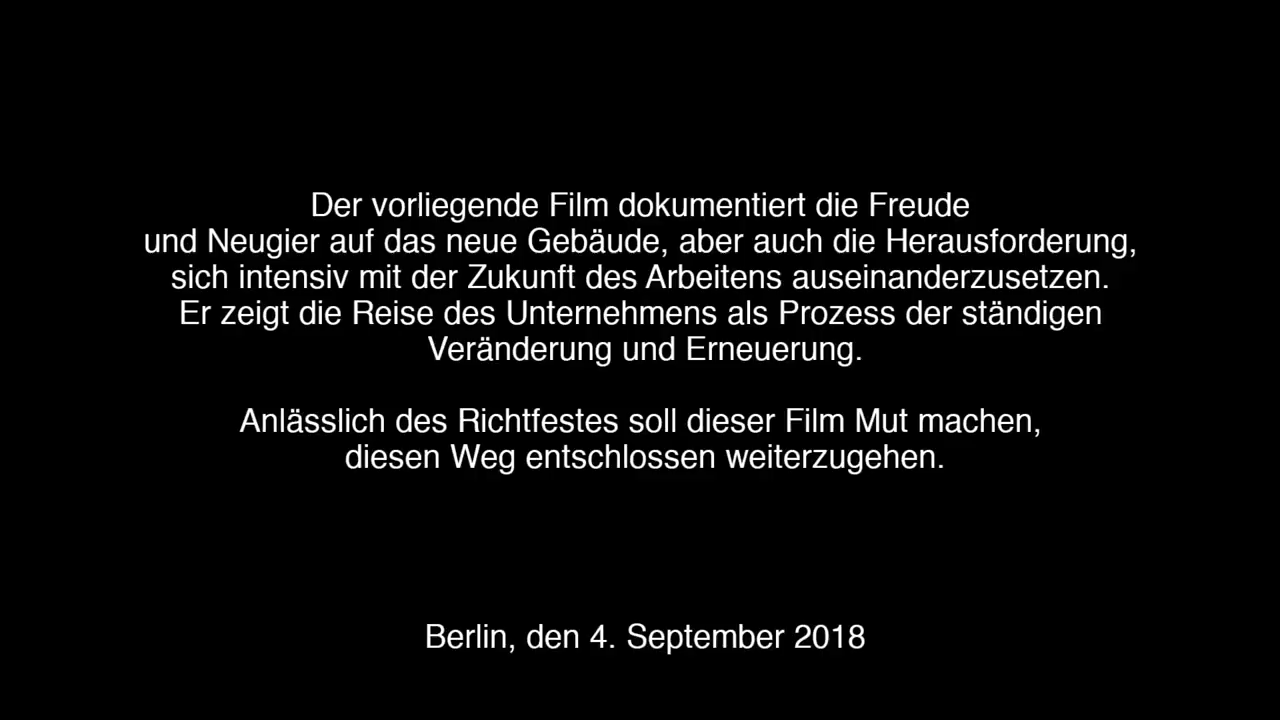 Der vorliegende Film dokumentiert die Freude
und Neugier auf das neue Gebäude, aber auch die Herausforderung,
sich intensiv mit der Zukunft des Arbeitens auseinanderzusetzen.
Er zeigt die Reise des Unternehmens als Prozess der ständigen
Veränderung und Erneuerung.
Anlässlich des Richtfestes soll dieser Film Mut machen,
diesen Weg entschlossen weiterzugehen.
Berlin, den 4. September 2018